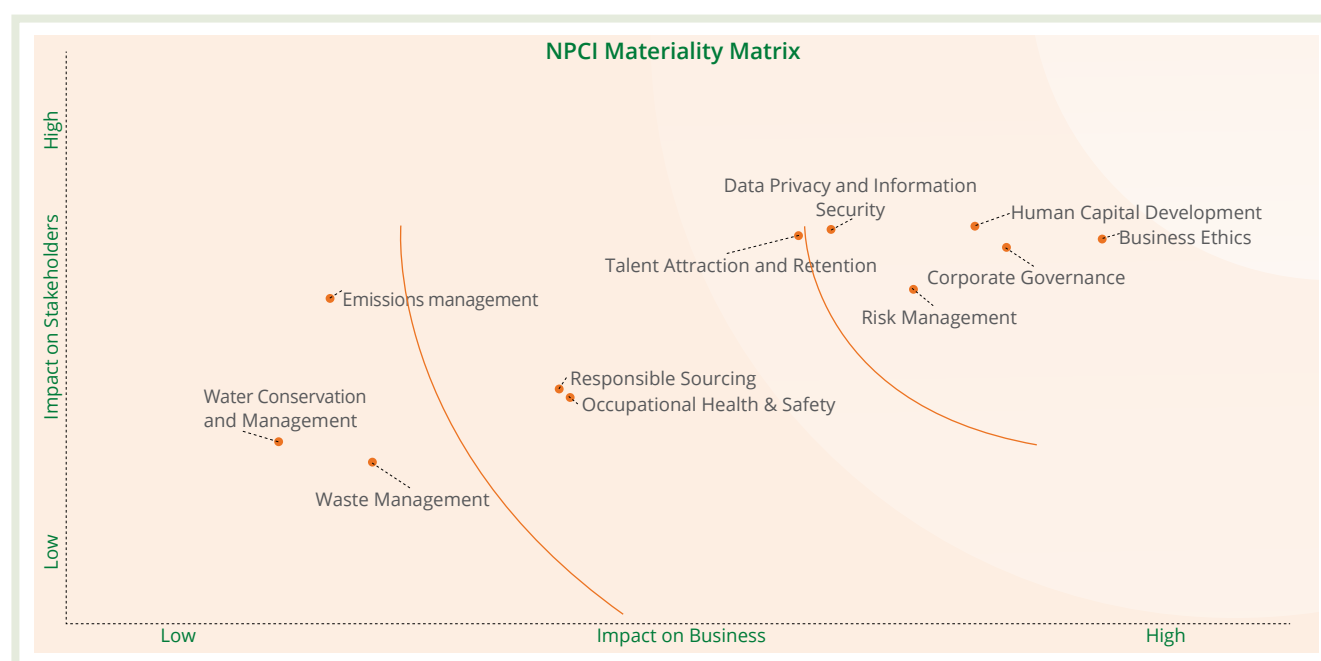 NPCI Materiality Matrix
High
Impact on Stakeholders
Low
Data Privacy and Information
Security
Human Capital Development
Business Ethics
Talent Attraction and Retention
Corporate Governance
Emissions management
Risk Management
Responsible Sourcing
Occupational Health & Safety
Water Conservation
and Management
Waste Management
Low
Impact on Business
High